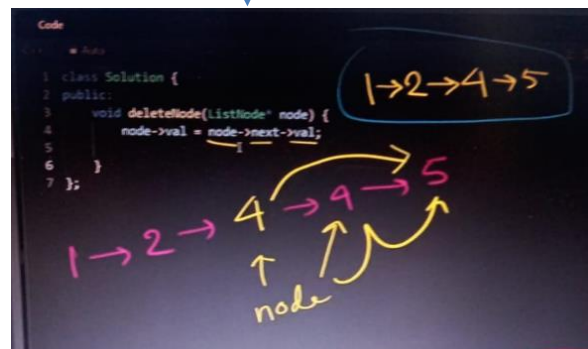 Code
Auto
1 class Solution {
2 public:
3 void deleteNode(ListNode* node) {
4 node->val = node->next->val;
5
6 }
7 };
1→2→4→5
1→2→4→4→5
node